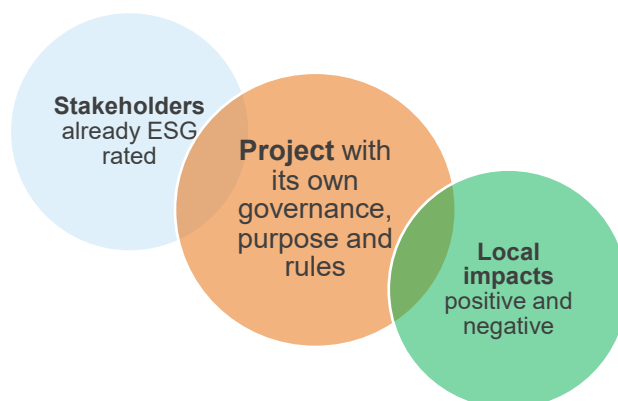 Stakeholders
already ESG
rated
Project with
its own
governance,
purpose and
rules
Local
impacts
positive and
negative